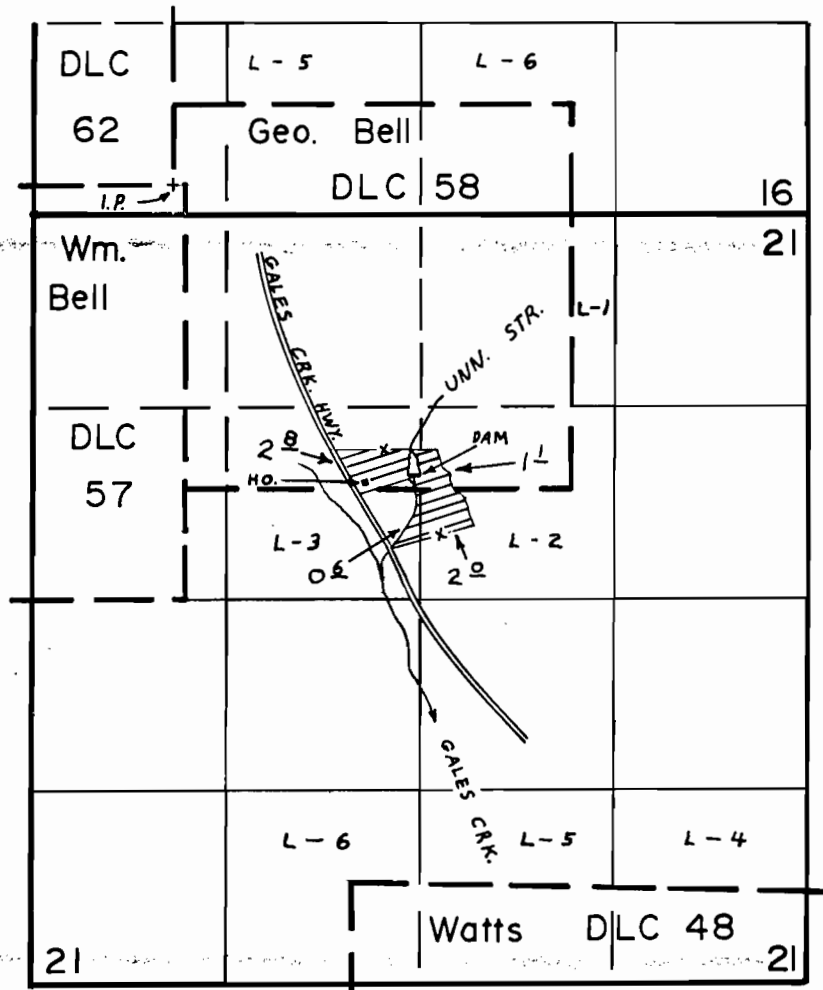 DLC
62
L - 5
L - 6
Geo. Bell
DLC 58
I.P.
16
21
Wm.
Bell
GALES CRK. HWY.
UNN. STR.
L-1
DLC
57
2 8
DAM
1 1
HO.
L-3
L-2
0 6
2 0
GALES CRK.
L - 6
L - 5
L - 4
Watts DLC 48
21
21